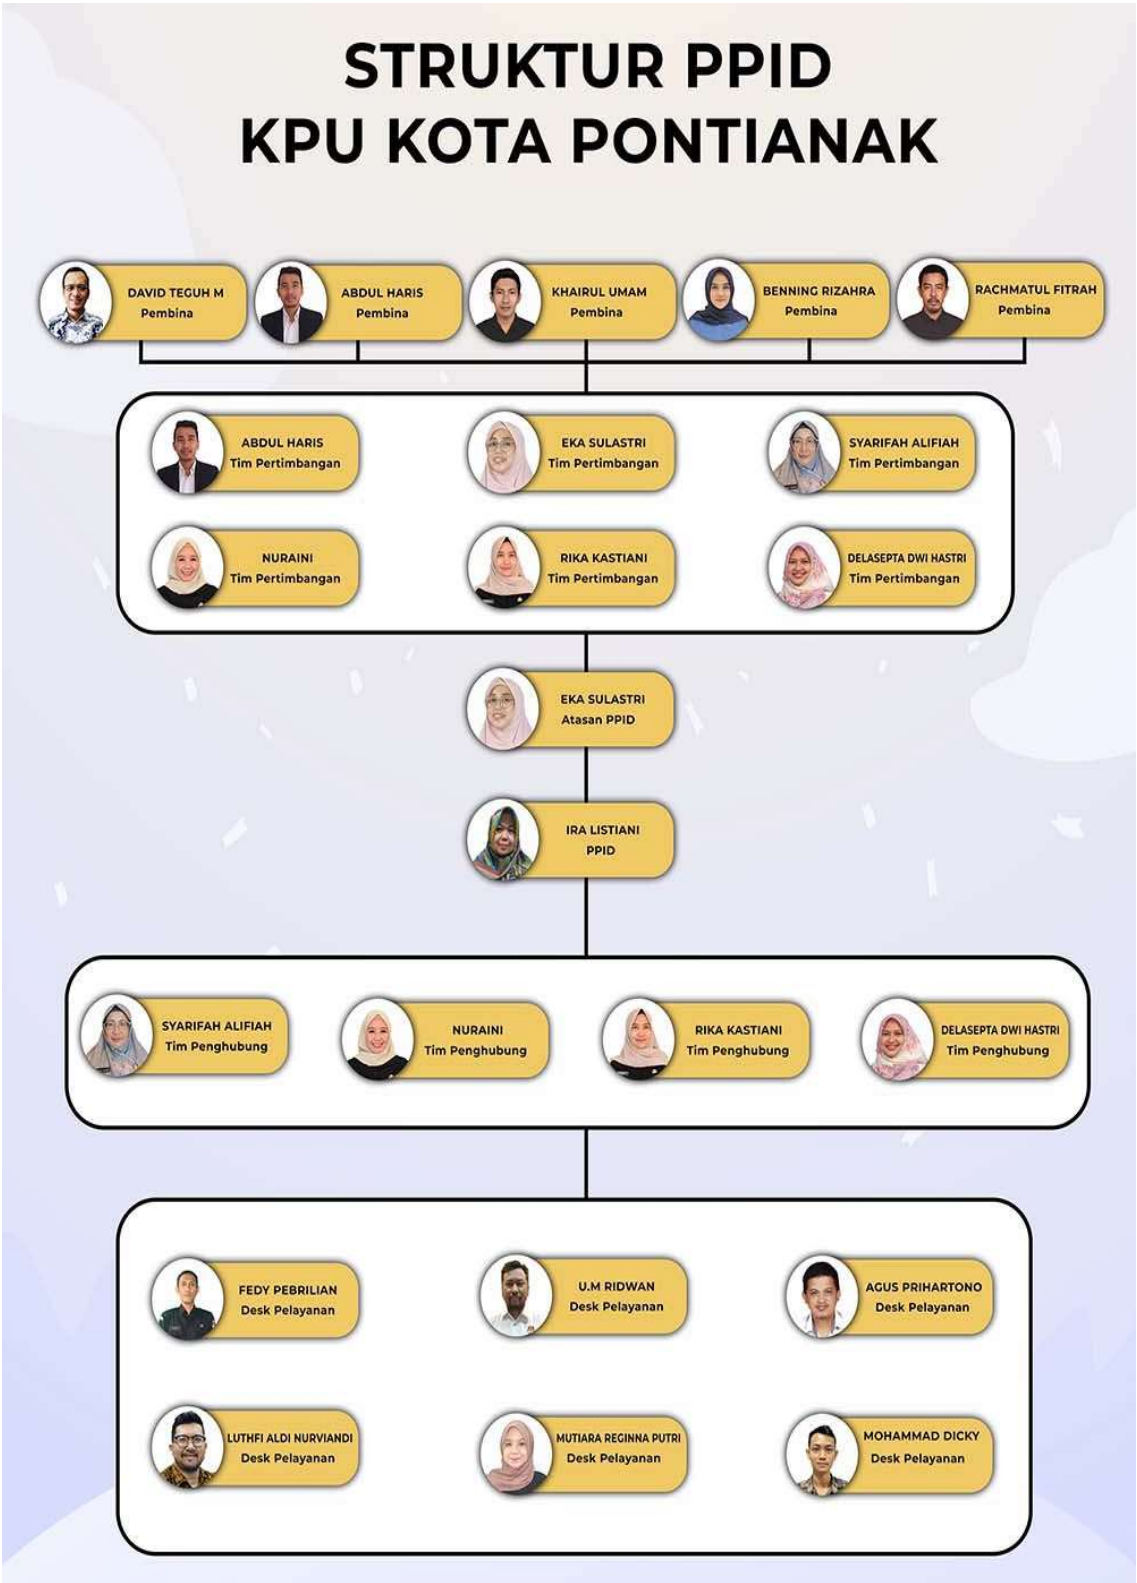 STRUKTUR PPID
KPU KOTA PONTIANAK
DAVID TEGUH M
Pembina
ABDUL HARIS
Pembina
KHAIRUL UMAM
Pembina
BENNING RIZAHRA
Pembina
RACHMATUL FITRAH
Pembina
ABDUL HARIS
Tim Pertimbangan
EKA SULASTRI
Tim Pertimbangan
SYARIFAH ALIFIAH
Tim Pertimbangan
NURAINI
Tim Pertimbangan
RIKA KASTIANI
Tim Pertimbangan
DELASEPTA DWI HASTRI
Tim Pertimbangan
EKA SULASTRI
Atasan PPID
IRA LISTIANI
PPID
SYARIFAH ALIFIAH
Tim Penghubung
NURAINI
Tim Penghubung
RIKA KASTIANI
Tim Penghubung
DELASEPTA DWI HASTRI
Tim Penghubung
FEDY PEBRILIAN
Desk Pelayanan
U.M RIDWAN
Desk Pelayanan
AGUS PRIHARTONO
Desk Pelayanan
LUTHFI ALDI NURVIANDI
Desk Pelayanan
MUTIARA REGINNA PUTRI
Desk Pelayanan
MOHAMMAD DICKY
Desk Pelayanan